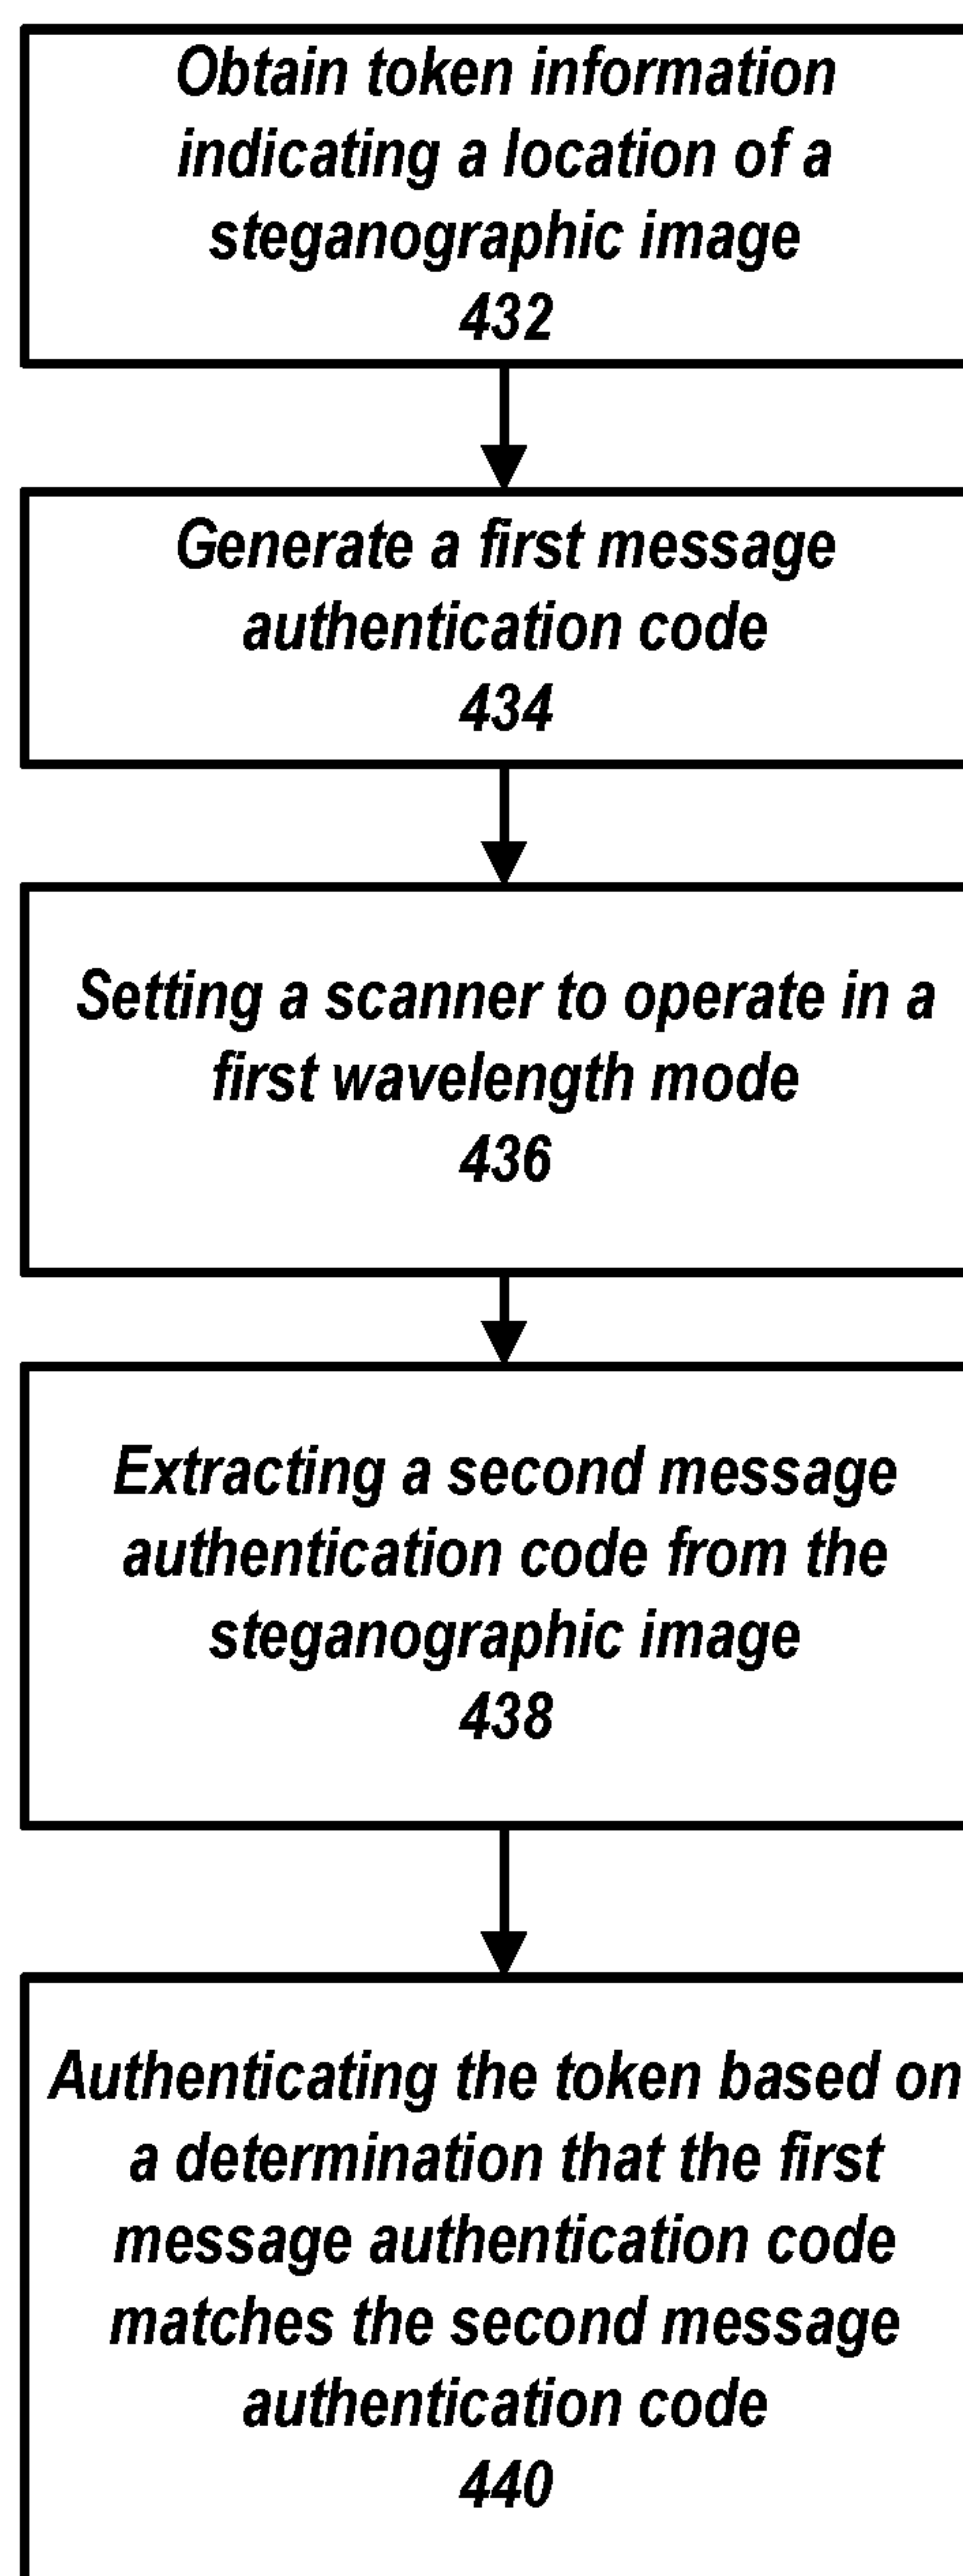 Obtain token information
indicating a location of a
steganographic image
432
Generate a first message
authentication code
434
Setting a scanner to operate in a
first wavelength mode
436
Extracting a second message
authentication code from the
steganographic image
438
Authenticating the token based on
a determination that the first
message authentication code
matches the second message
authentication code
440